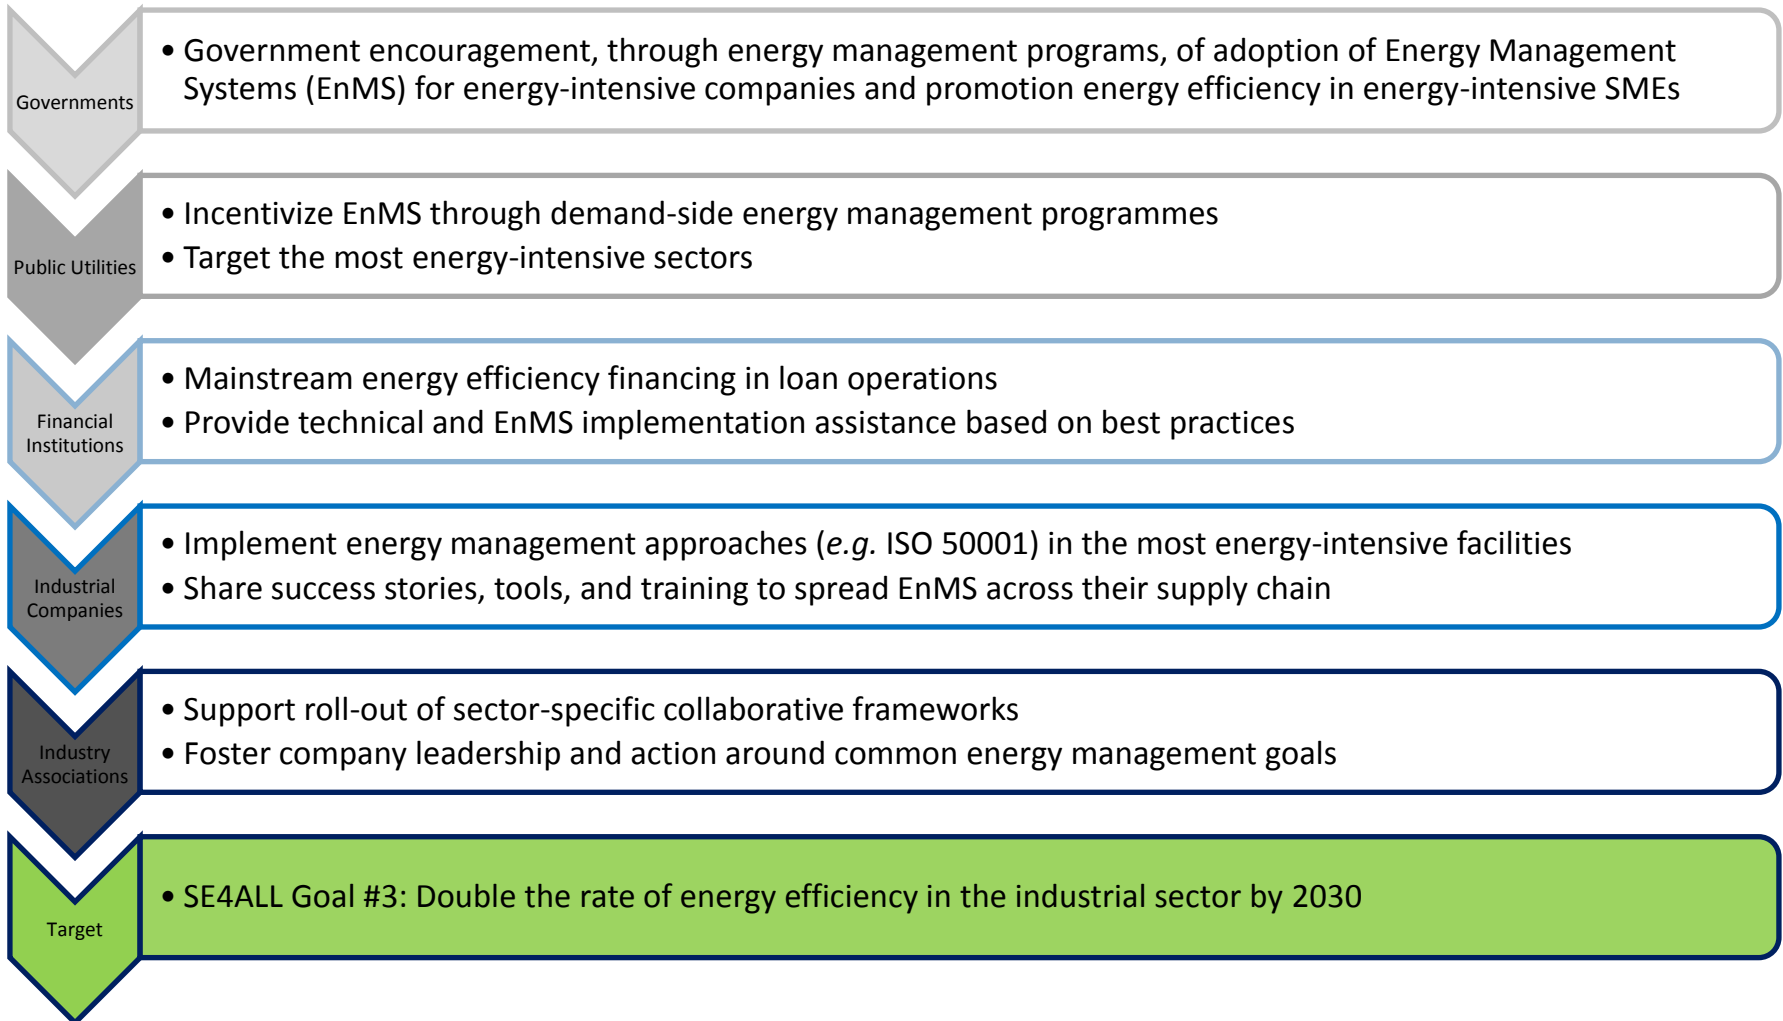 Governments
• Government encouragement, through energy management programs, of adoption of Energy Management
Systems (EnMS) for energy-intensive companies and promotion energy efficiency in energy-intensive SMEs
Public Utilities
• Incentivize EnMS through demand-side energy management programmes
• Target the most energy-intensive sectors
Financial
Institutions
• Mainstream energy efficiency financing in loan operations
• Provide technical and EnMS implementation assistance based on best practices
Industrial
Companies
• Implement energy management approaches (e.g. ISO 50001) in the most energy-intensive facilities
• Share success stories, tools, and training to spread EnMS across their supply chain
Industry
Associations
• Support roll-out of sector-specific collaborative frameworks
• Foster company leadership and action around common energy management goals
Target
• SE4ALL Goal #3: Double the rate of energy efficiency in the industrial sector by 2030